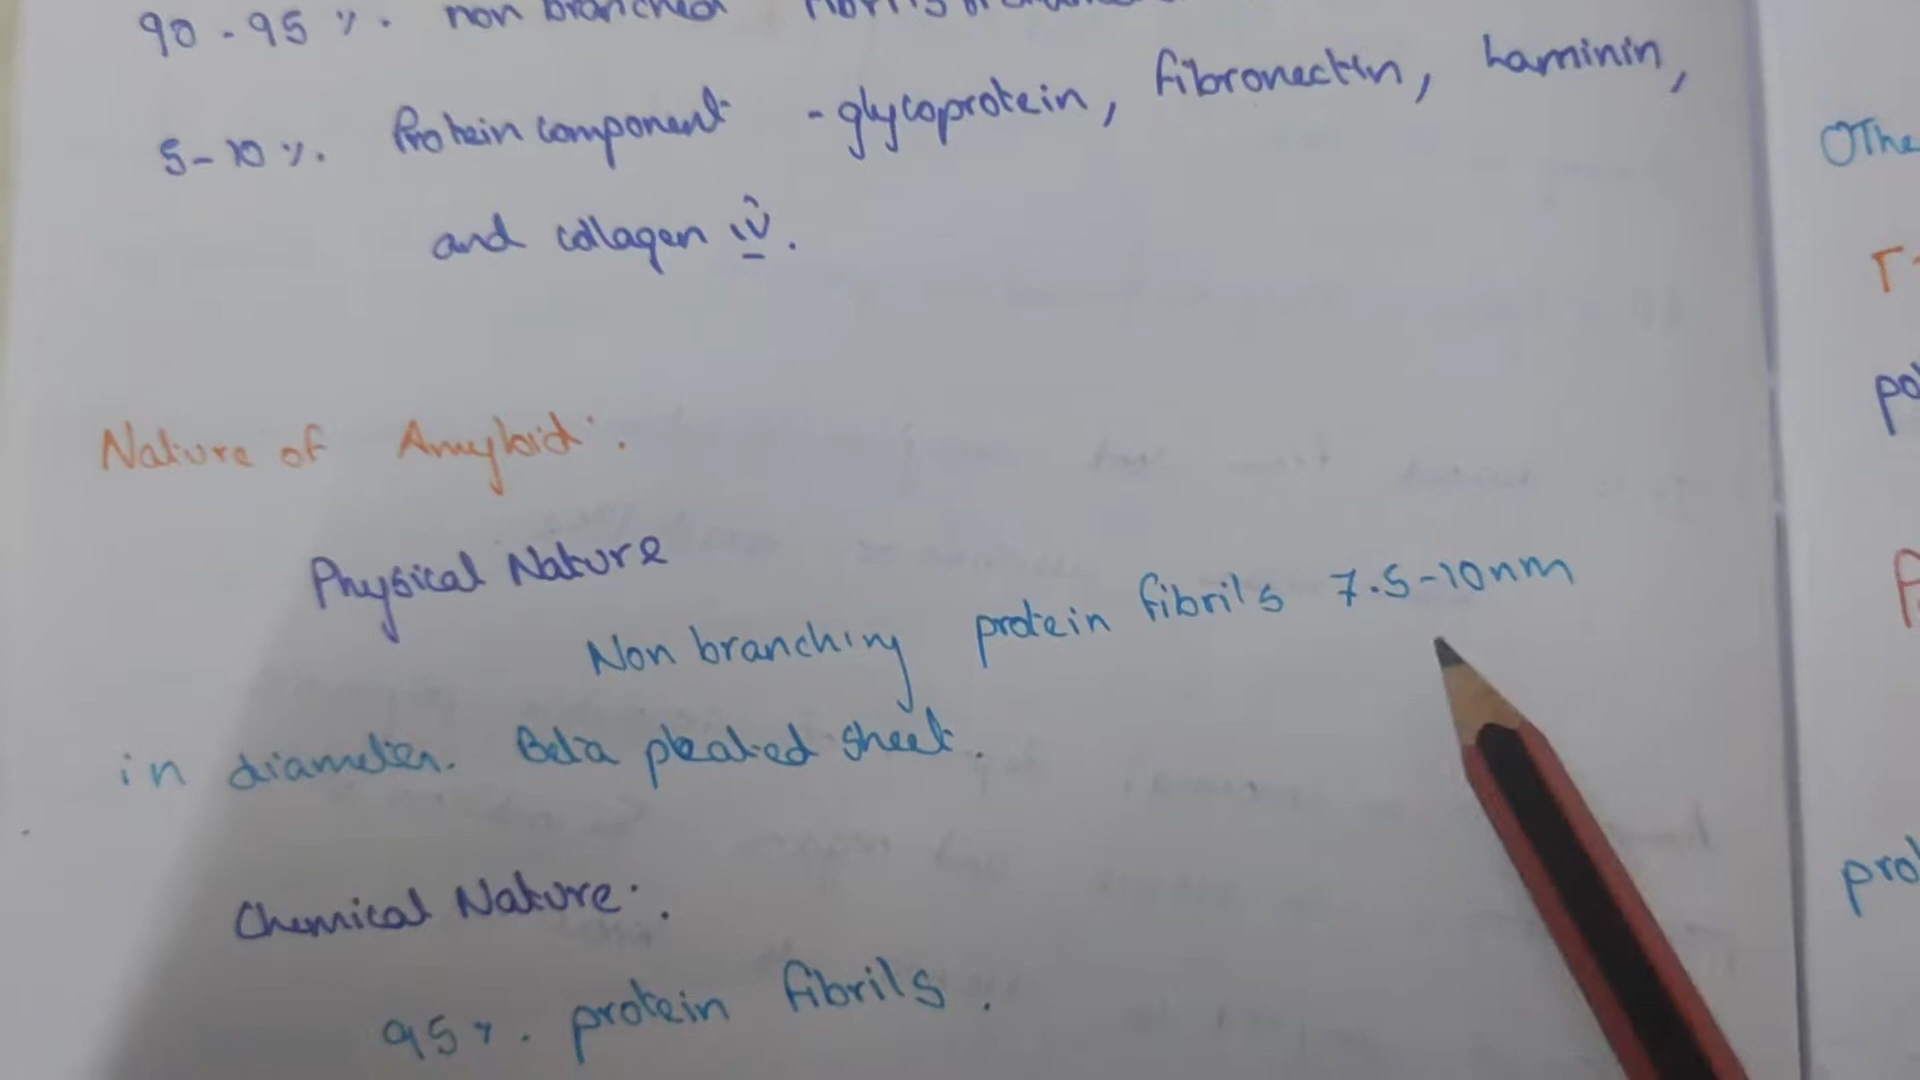 90-95 %. non branched
5-10 %. Protein component - glycoprotein, fibronectin, Laminin,
and collagen IV.
Nature of Amyloid:.
Physical Nature
Non branching protein fibrils 7.5-10nm
in diameter. Beta pleated sheet.
Chemical Nature:.
95 %. protein fibrils.